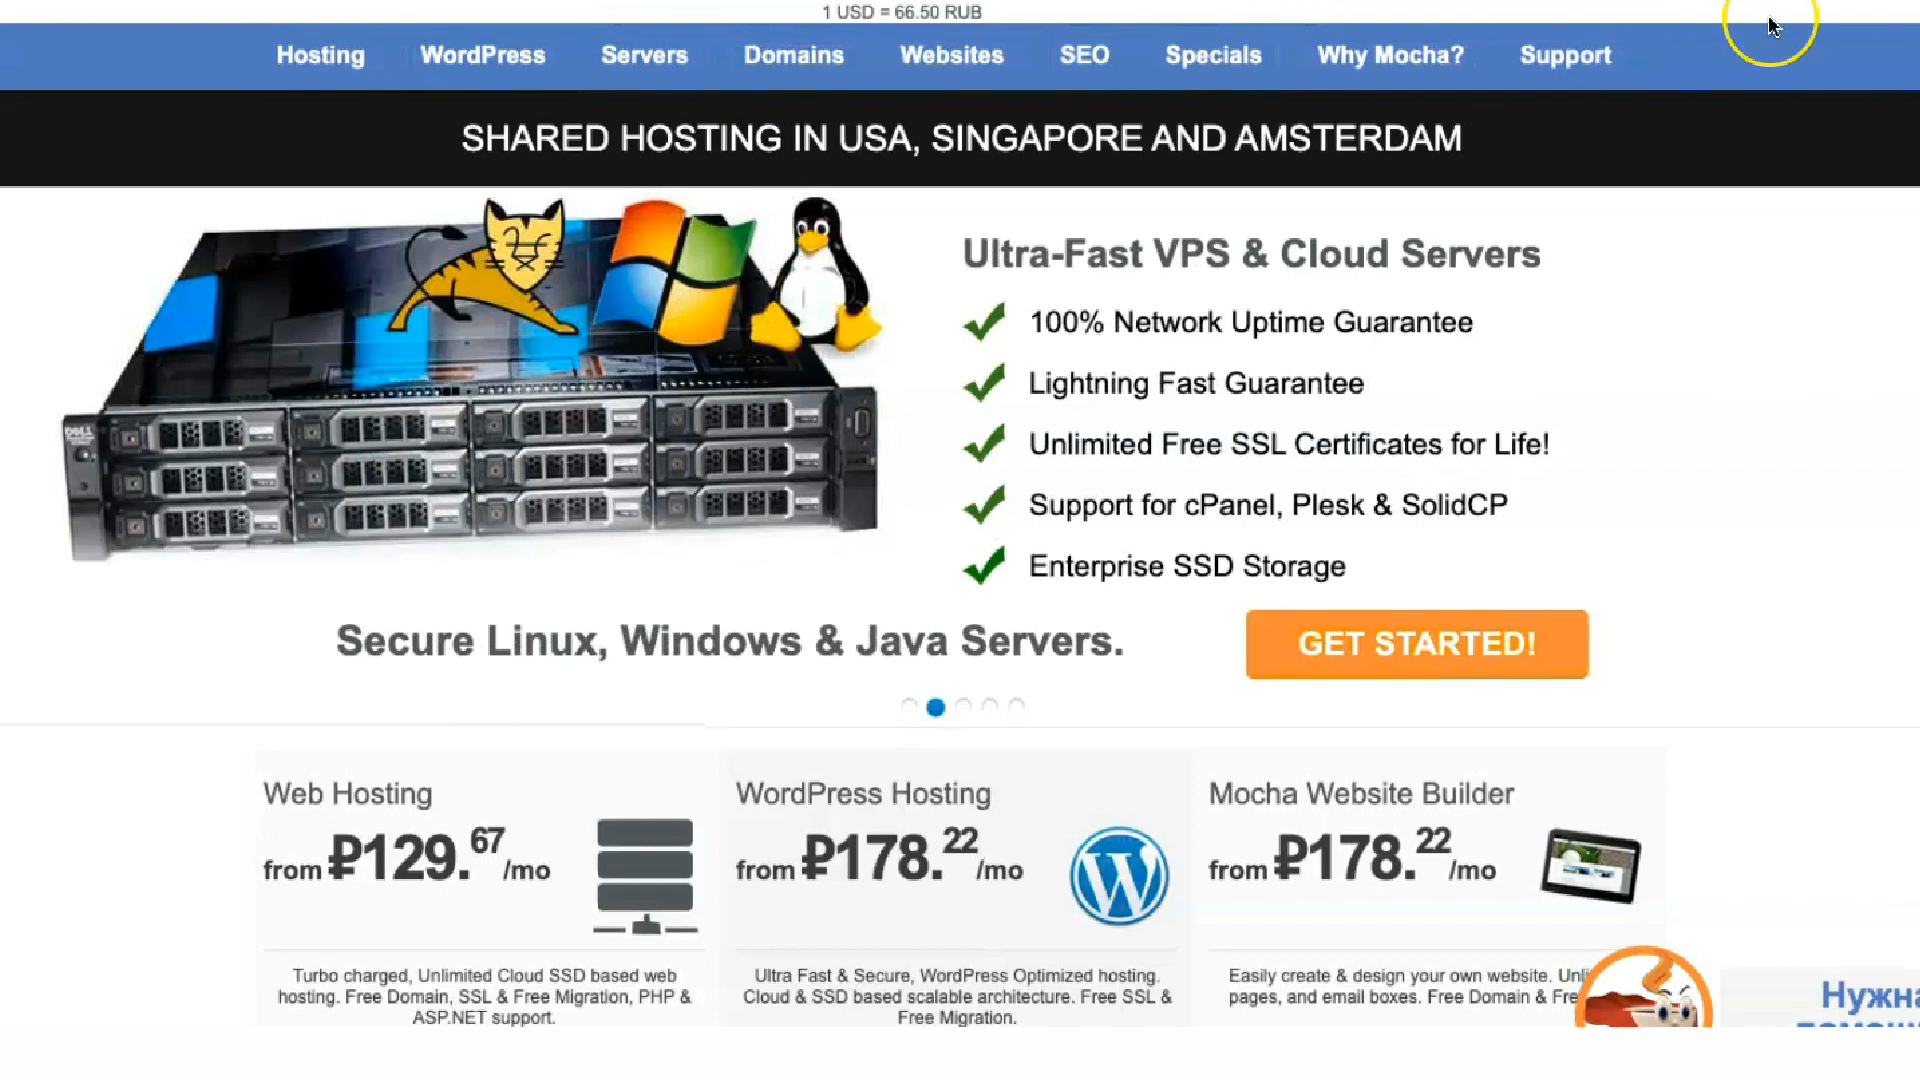 1 USD = 66.50 RUB
Hosting WordPress Servers Domains Websites SEO Specials Why Mocha? Support
SHARED HOSTING IN USA, SINGAPORE AND AMSTERDAM
Ultra-Fast VPS & Cloud Servers
100% Network Uptime Guarantee
Lightning Fast Guarantee
Unlimited Free SSL Certificates for Life!
Support for cPanel, Plesk & SolidCP
Enterprise SSD Storage
DELL
Secure Linux, Windows & Java Servers.
GET STARTED!
Web Hosting
from ₽129.67/mo
Turbo charged, Unlimited Cloud SSD based web
hosting. Free Domain, SSL & Free Migration, PHP &
ASP.NET support.
WordPress Hosting
from ₽178.22/mo
Ultra Fast & Secure, WordPress Optimized hosting.
Cloud & SSD based scalable architecture. Free SSL &
Free Migration.
Mocha Website Builder
from ₽178.22/mo
Easily create & design your own website.
pages, and email boxes. Free Domain &